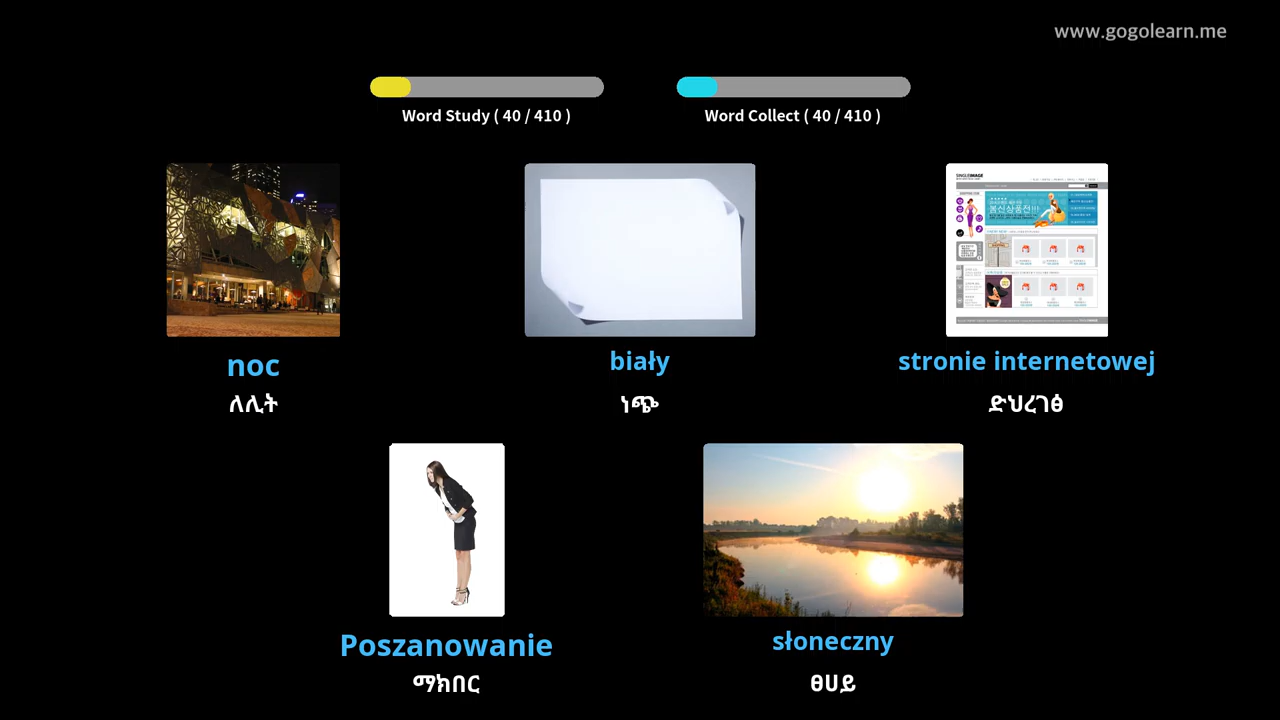 www.gogolearn.me
Word Study ( 40 / 410 )
Word Collect ( 40 / 410 )
noc
ለሊት
biały
ነጭ
stronie internetowej
ድህረገፅ
Poszanowanie
ማክበር
słoneczny
ፀሀይ